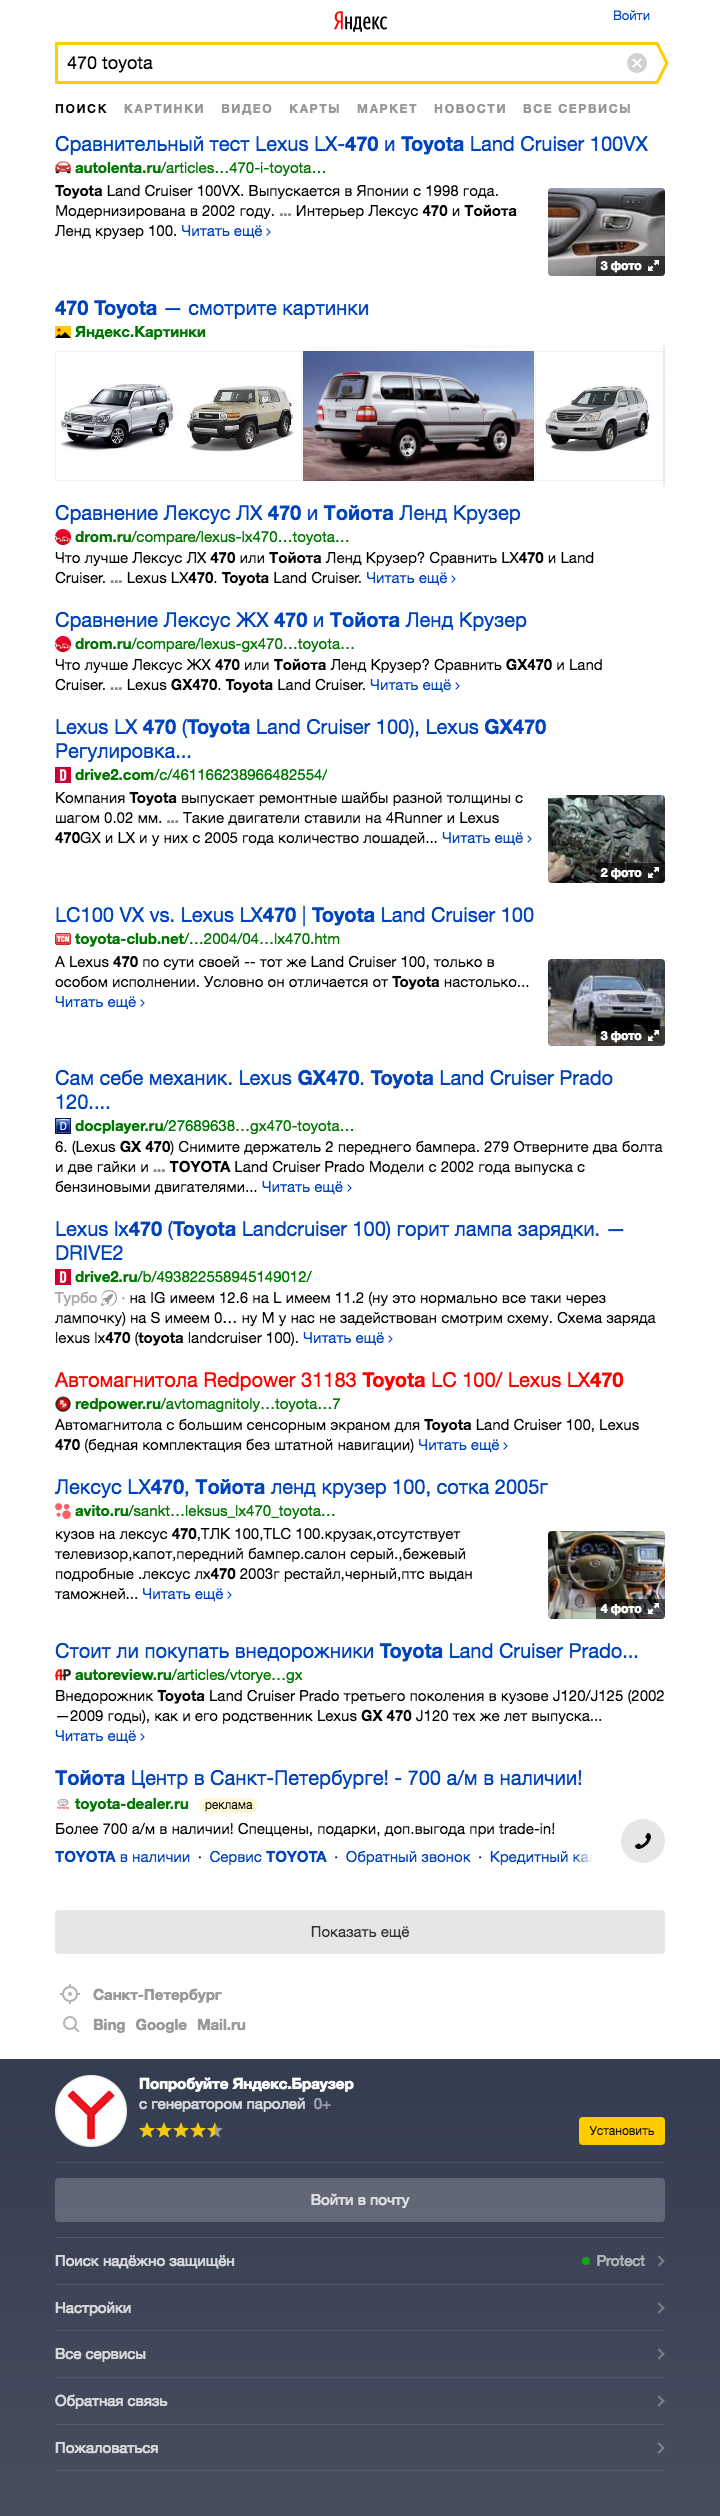 Яндекс
Войти
470 toyota
ПОИСК КАРТИНКИ ВИДЕО КАРТЫ МАРКЕТ НОВОСТИ ВСЕ СЕРВИСЫ
Сравнительный тест Lexus LX-470 и Toyota Land Cruiser 100VX
autolenta.ru/articles...470-i-toyota...
Toyota Land Cruiser 100VX. Выпускается в Японии с 1998 года.
Модернизирована в 2002 году. ... Интерьер Лексус 470 и Тойота
Ленд крузер 100. Читать ещё ›
3 фото
470 Toyota — смотрите картинки
Яндекс.Картинки
Сравнение Лексус ЛХ 470 и Тойота Ленд Крузер
drom.ru/compare/lexus-lx470...toyota...
Что лучше Лексус ЛХ 470 или Тойота Ленд Крузер? Сравнить LX470 и Land
Cruiser. ... Lexus LX470. Toyota Land Cruiser. Читать ещё ›
Сравнение Лексус ЖХ 470 и Тойота Ленд Крузер
drom.ru/compare/lexus-gx470...toyota...
Что лучше Лексус ЖХ 470 или Тойота Ленд Крузер? Сравнить GX470 и Land
Cruiser. ... Lexus GX470. Toyota Land Cruiser. Читать ещё ›
Lexus LX 470 (Toyota Land Cruiser 100), Lexus GX470
Регулировка...
D drive2.com/c/461166238966482554/
Компания Toyota выпускает ремонтные шайбы разной толщины с
шагом 0.02 мм. ... Такие двигатели ставили на 4Runner и Lexus
470GX и LX и у них с 2005 года количество лошадей... Читать ещё ›
2 фото
LC100 VX vs. Lexus LX470 | Toyota Land Cruiser 100
TCN toyota-club.net/...2004/04...lx470.htm
А Lexus 470 по сути своей -- тот же Land Cruiser 100, только в
особом исполнении. Условно он отличается от Toyota настолько...
Читать ещё ›
3 фото
Сам себе механик. Lexus GX470. Toyota Land Cruiser Prado
120....
D docplayer.ru/27689638...gx470-toyota...
6. (Lexus GX 470) Снимите держатель 2 переднего бампера. 279 Отверните два болта
и две гайки и ... TOYOTA Land Cruiser Prado Модели с 2002 года выпуска с
бензиновыми двигателями... Читать ещё ›
Lexus lx470 (Toyota Landcruiser 100) горит лампа зарядки. —
DRIVE2
D drive2.ru/b/493822558945149012/
Турбо · на IG имеем 12.6 на L имеем 11.2 (ну это нормально все таки через
лампочку) на S имеем 0... ну М у нас не задействован смотрим схему. Схема заряда
lexus lx470 (toyota landcruiser 100). Читать ещё ›
Автомагнитола Redpower 31183 Toyota LC 100/ Lexus LX470
redpower.ru/avtomagnitoly...toyota...7
Автомагнитола с большим сенсорным экраном для Toyota Land Cruiser 100, Lexus
470 (бедная комплектация без штатной навигации) Читать ещё ›
Лексус LX470, Тойота ленд крузер 100, сотка 2005г
avito.ru/sankt...leksus_lx470_toyota...
кузов на лексус 470,ТЛК 100,TLC 100.крузак,отсутствует
телевизор,капот,передний бампер.салон серый.,бежевый
подробные .лексус лх470 2003г рестайл,черный,птс выдан
таможней... Читать ещё ›
4 фото
Стоит ли покупать внедорожники Toyota Land Cruiser Prado...
АР autoreview.ru/articles/vtorye...gx
Внедорожник Toyota Land Cruiser Prado третьего поколения в кузове J120/J125 (2002
—2009 годы), как и его родственник Lexus GX 470 J120 тех же лет выпуска...
Читать ещё ›
Тойота Центр в Санкт-Петербурге! - 700 а/м в наличии!
toyota-dealer.ru реклама
Более 700 а/м в наличии! Спеццены, подарки, доп.выгода при trade-in!
TOYOTA в наличии · Сервис TOYOTA · Обратный звонок · Кредитный кал
Показать ещё
Санкт-Петербург
Bing Google Mail.ru
Попробуйте Яндекс.Браузер
с генератором паролей 0+
Установить
Войти в почту
Поиск надёжно защищён Protect
Настройки
Все сервисы
Обратная связь
Пожаловаться